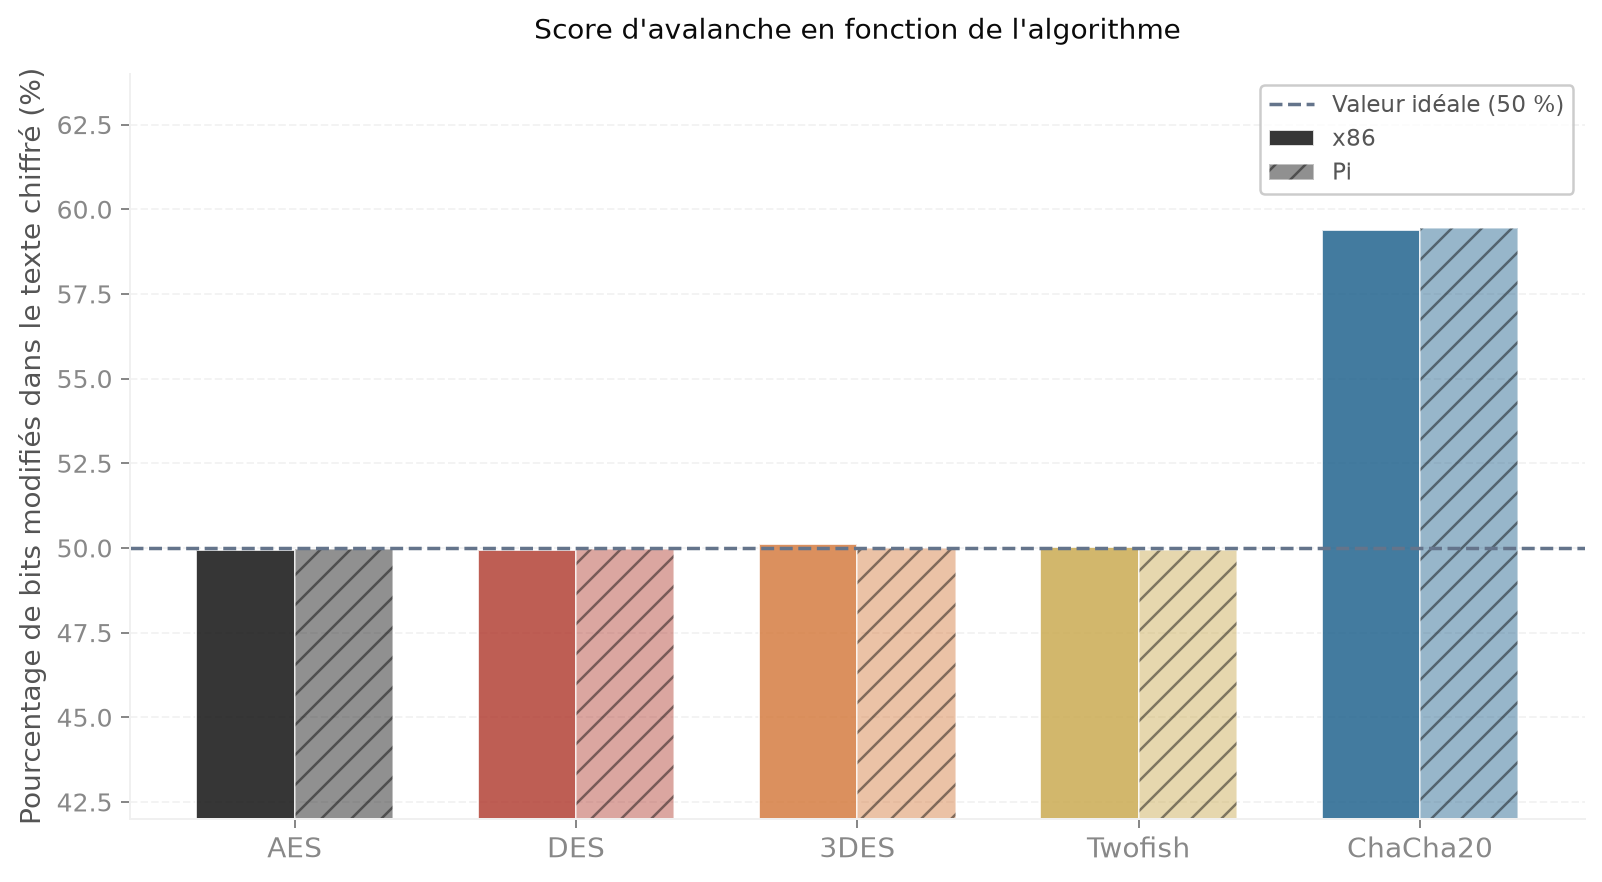 Score d'avalanche en fonction de l'algorithme
Pourcentage de bits modifiés dans le texte chiffré (%)
62.5
60.0
57.5
55.0
52.5
50.0
47.5
45.0
42.5
Valeur idéale (50 %)
x86
Pi
AES
DES
3DES
Twofish
ChaCha20